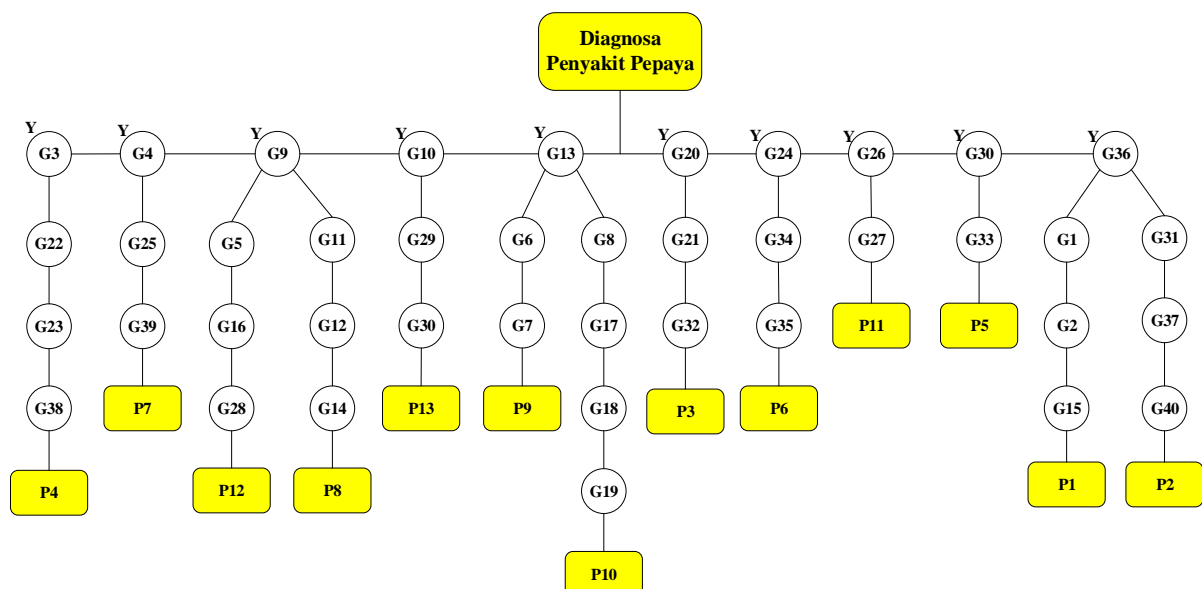 Diagnosa
Penyakit Pepaya
Y Y Y Y Y Y Y Y Y Y
G3 G4 G9 G10 G13 G20 G24 G26 G30 G36
G22 G25 G5 G11 G29 G6 G8 G21 G34 G27 G33 G1 G31
G23 G39 G16 G12 G30 G7 G17 G32 G35 P11 P5 G2 G37
G38 P7 G28 G14 P13 P9 G18 P3 P6 G15 G40
P4 P12 P8 G19 P1 P2
P10